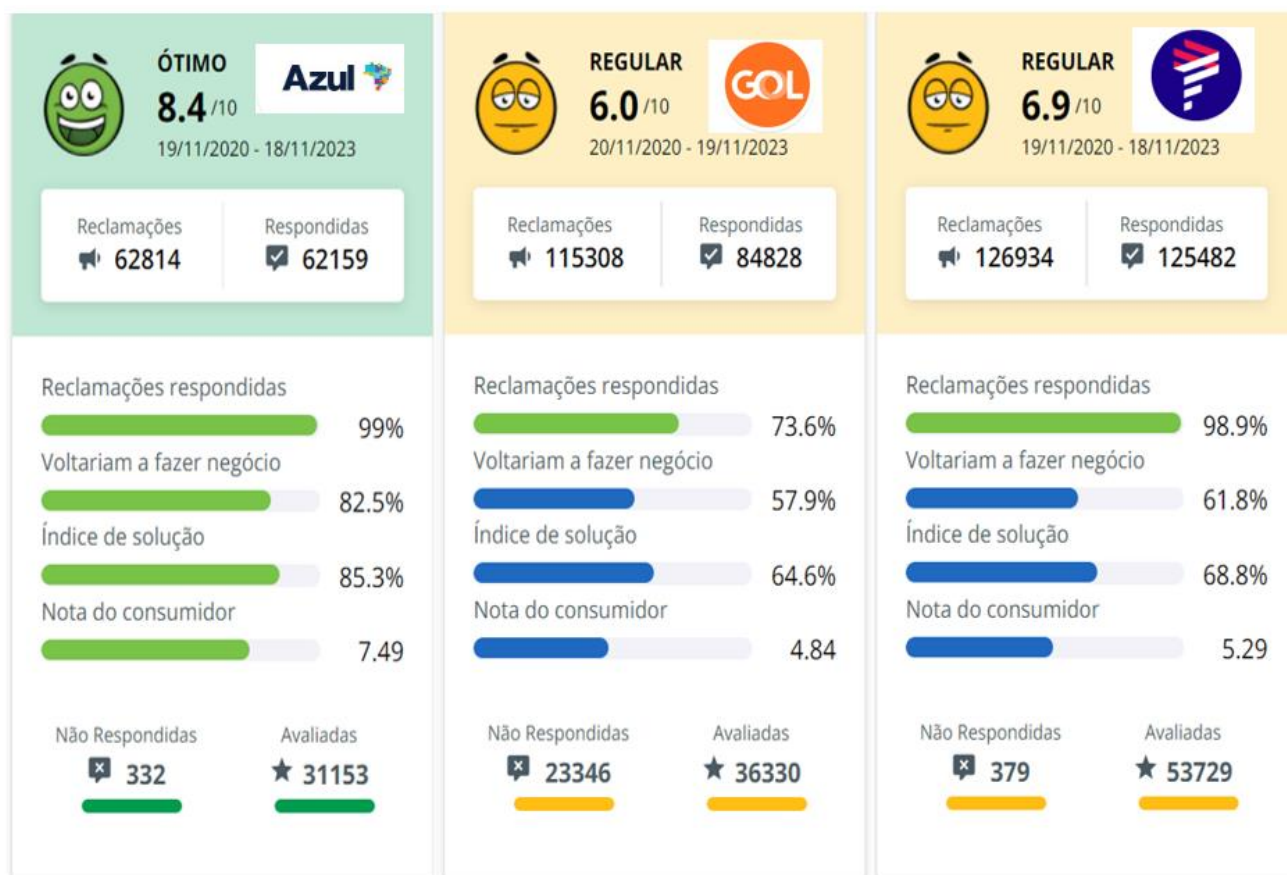 ÓTIMO
8.4 /10
19/11/2020 - 18/11/2023
Azul
Reclamações
62814
Respondidas
62159
Reclamações respondidas
99%
Voltariam a fazer negócio
82.5%
Índice de solução
85.3%
Nota do consumidor
7.49
Não Respondidas
332
Avaliadas
31153
REGULAR
6.0 /10
20/11/2020 - 19/11/2023
GOL
Reclamações
115308
Respondidas
84828
Reclamações respondidas
73.6%
Voltariam a fazer negócio
57.9%
Índice de solução
64.6%
Nota do consumidor
4.84
Não Respondidas
23346
Avaliadas
36330
REGULAR
6.9 /10
19/11/2020 - 18/11/2023
Reclamações
126934
Respondidas
125482
Reclamações respondidas
98.9%
Voltariam a fazer negócio
61.8%
Índice de solução
68.8%
Nota do consumidor
5.29
Não Respondidas
379
Avaliadas
53729